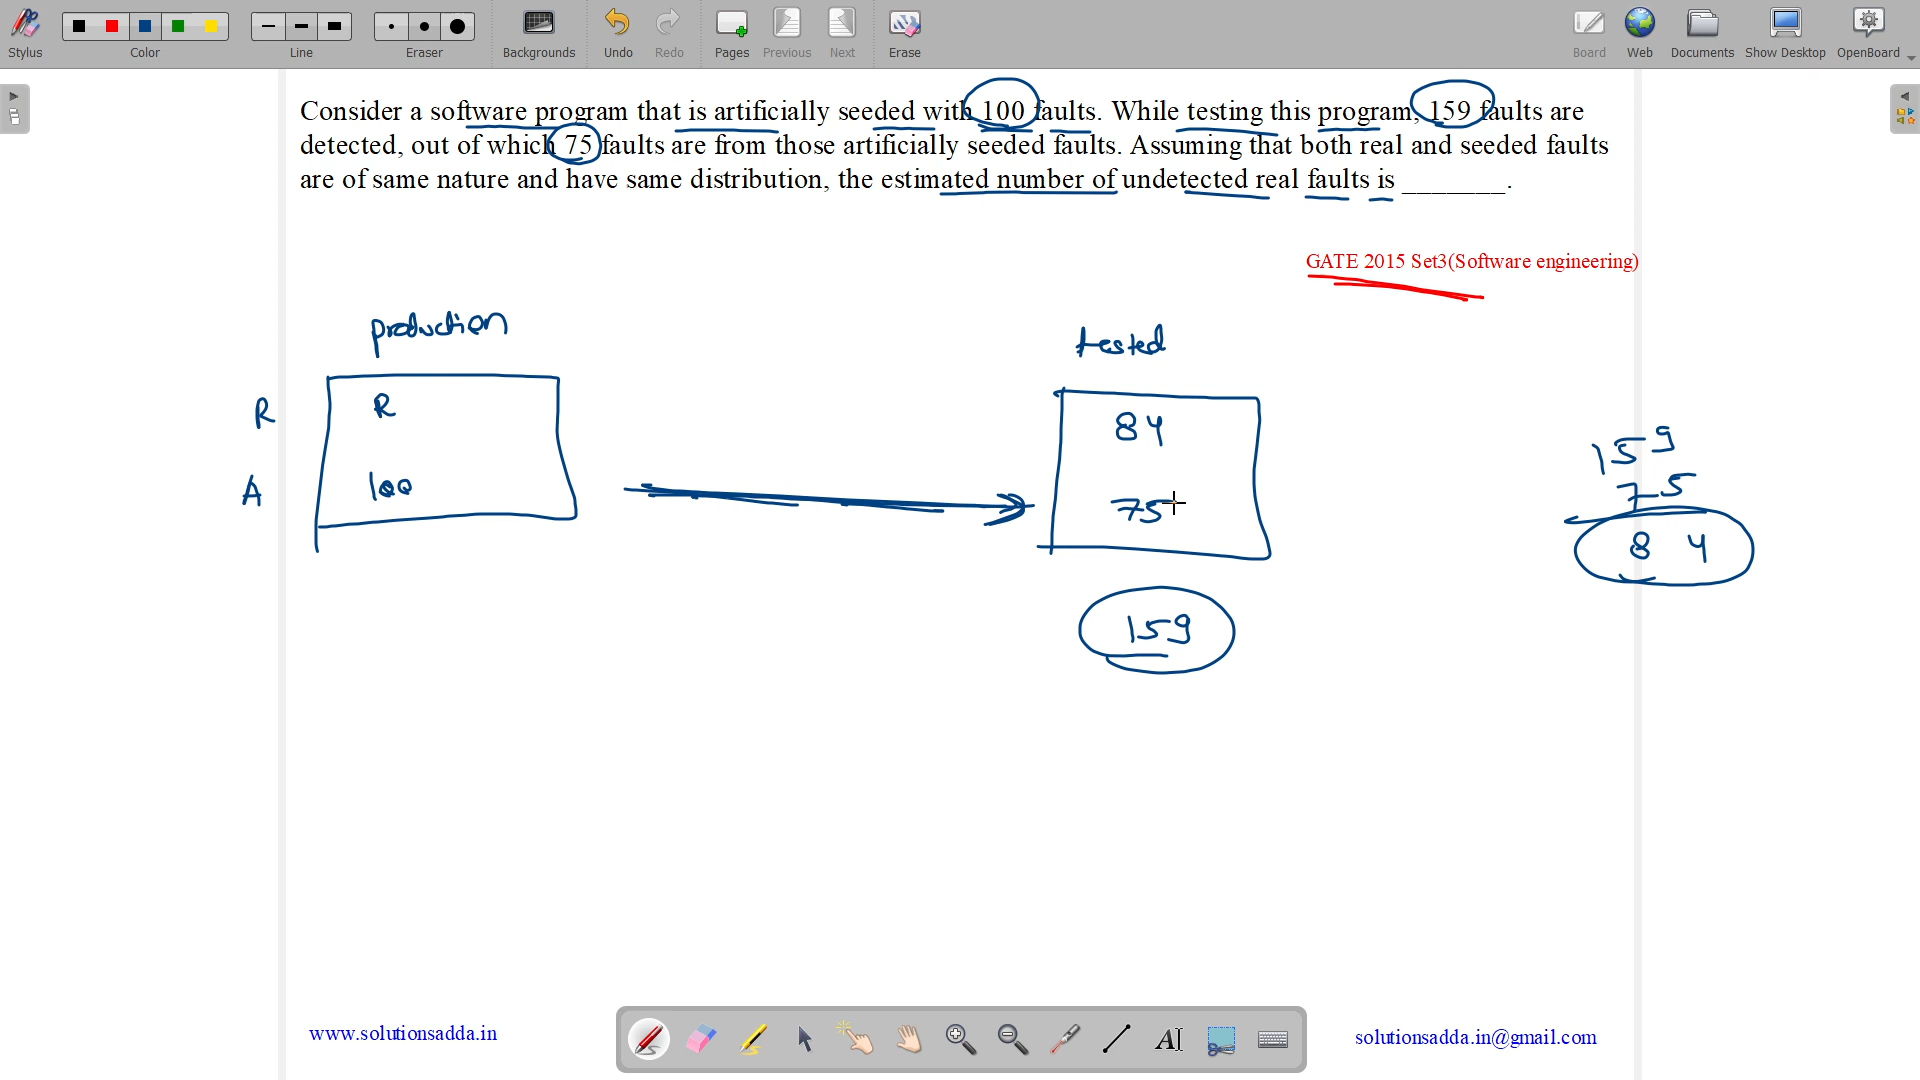 Stylus Color Line Eraser Backgrounds Undo Redo Pages Previous Next Erase Board Web Documents Show Desktop OpenBoard
Consider a software program that is artificially seeded with 100 faults. While testing this program, 159 faults are
detected, out of which 75 faults are from those artificially seeded faults. Assuming that both real and seeded faults
are of same nature and have same distribution, the estimated number of undetected real faults is _______.
GATE 2015 Set3(Software engineering)
production
tested
R R 84
A 100 75
159
75
84
159
www.solutionsadda.in
solutionsadda.in@gmail.com